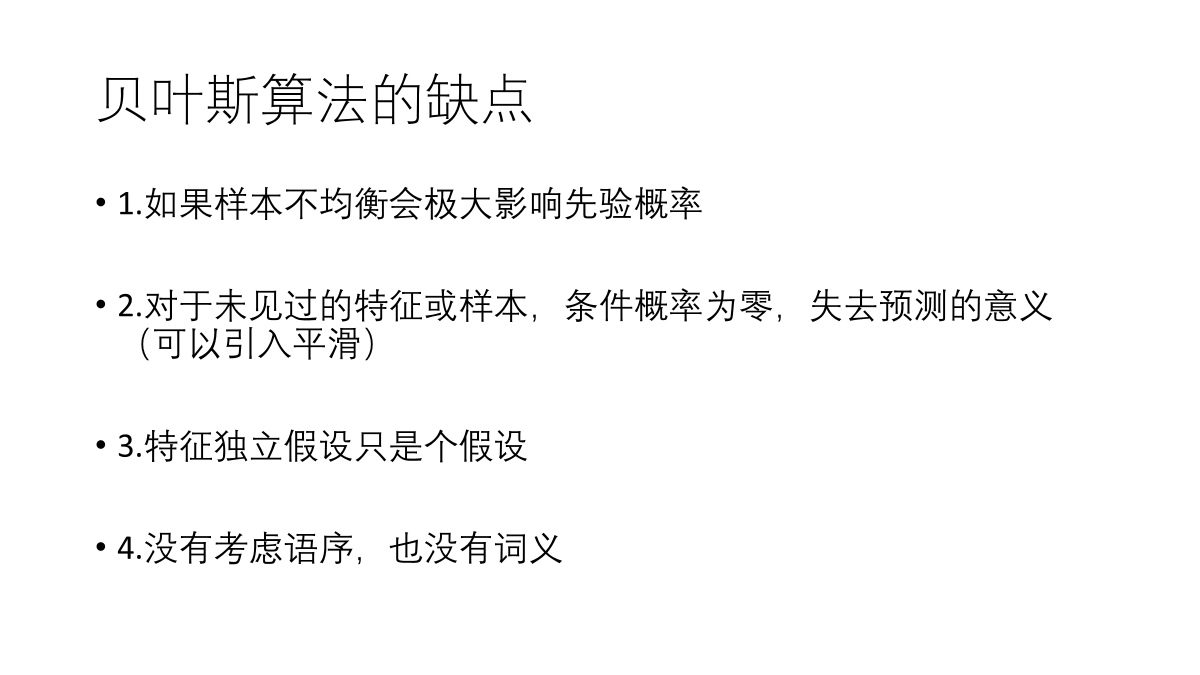 贝叶斯算法的缺点
• 1.如果样本不均衡会极大影响先验概率
• 2.对于未见过的特征或样本，条件概率为零，失去预测的意义
（可以引入平滑）
• 3.特征独立假设只是个假设
• 4.没有考虑语序，也没有词义